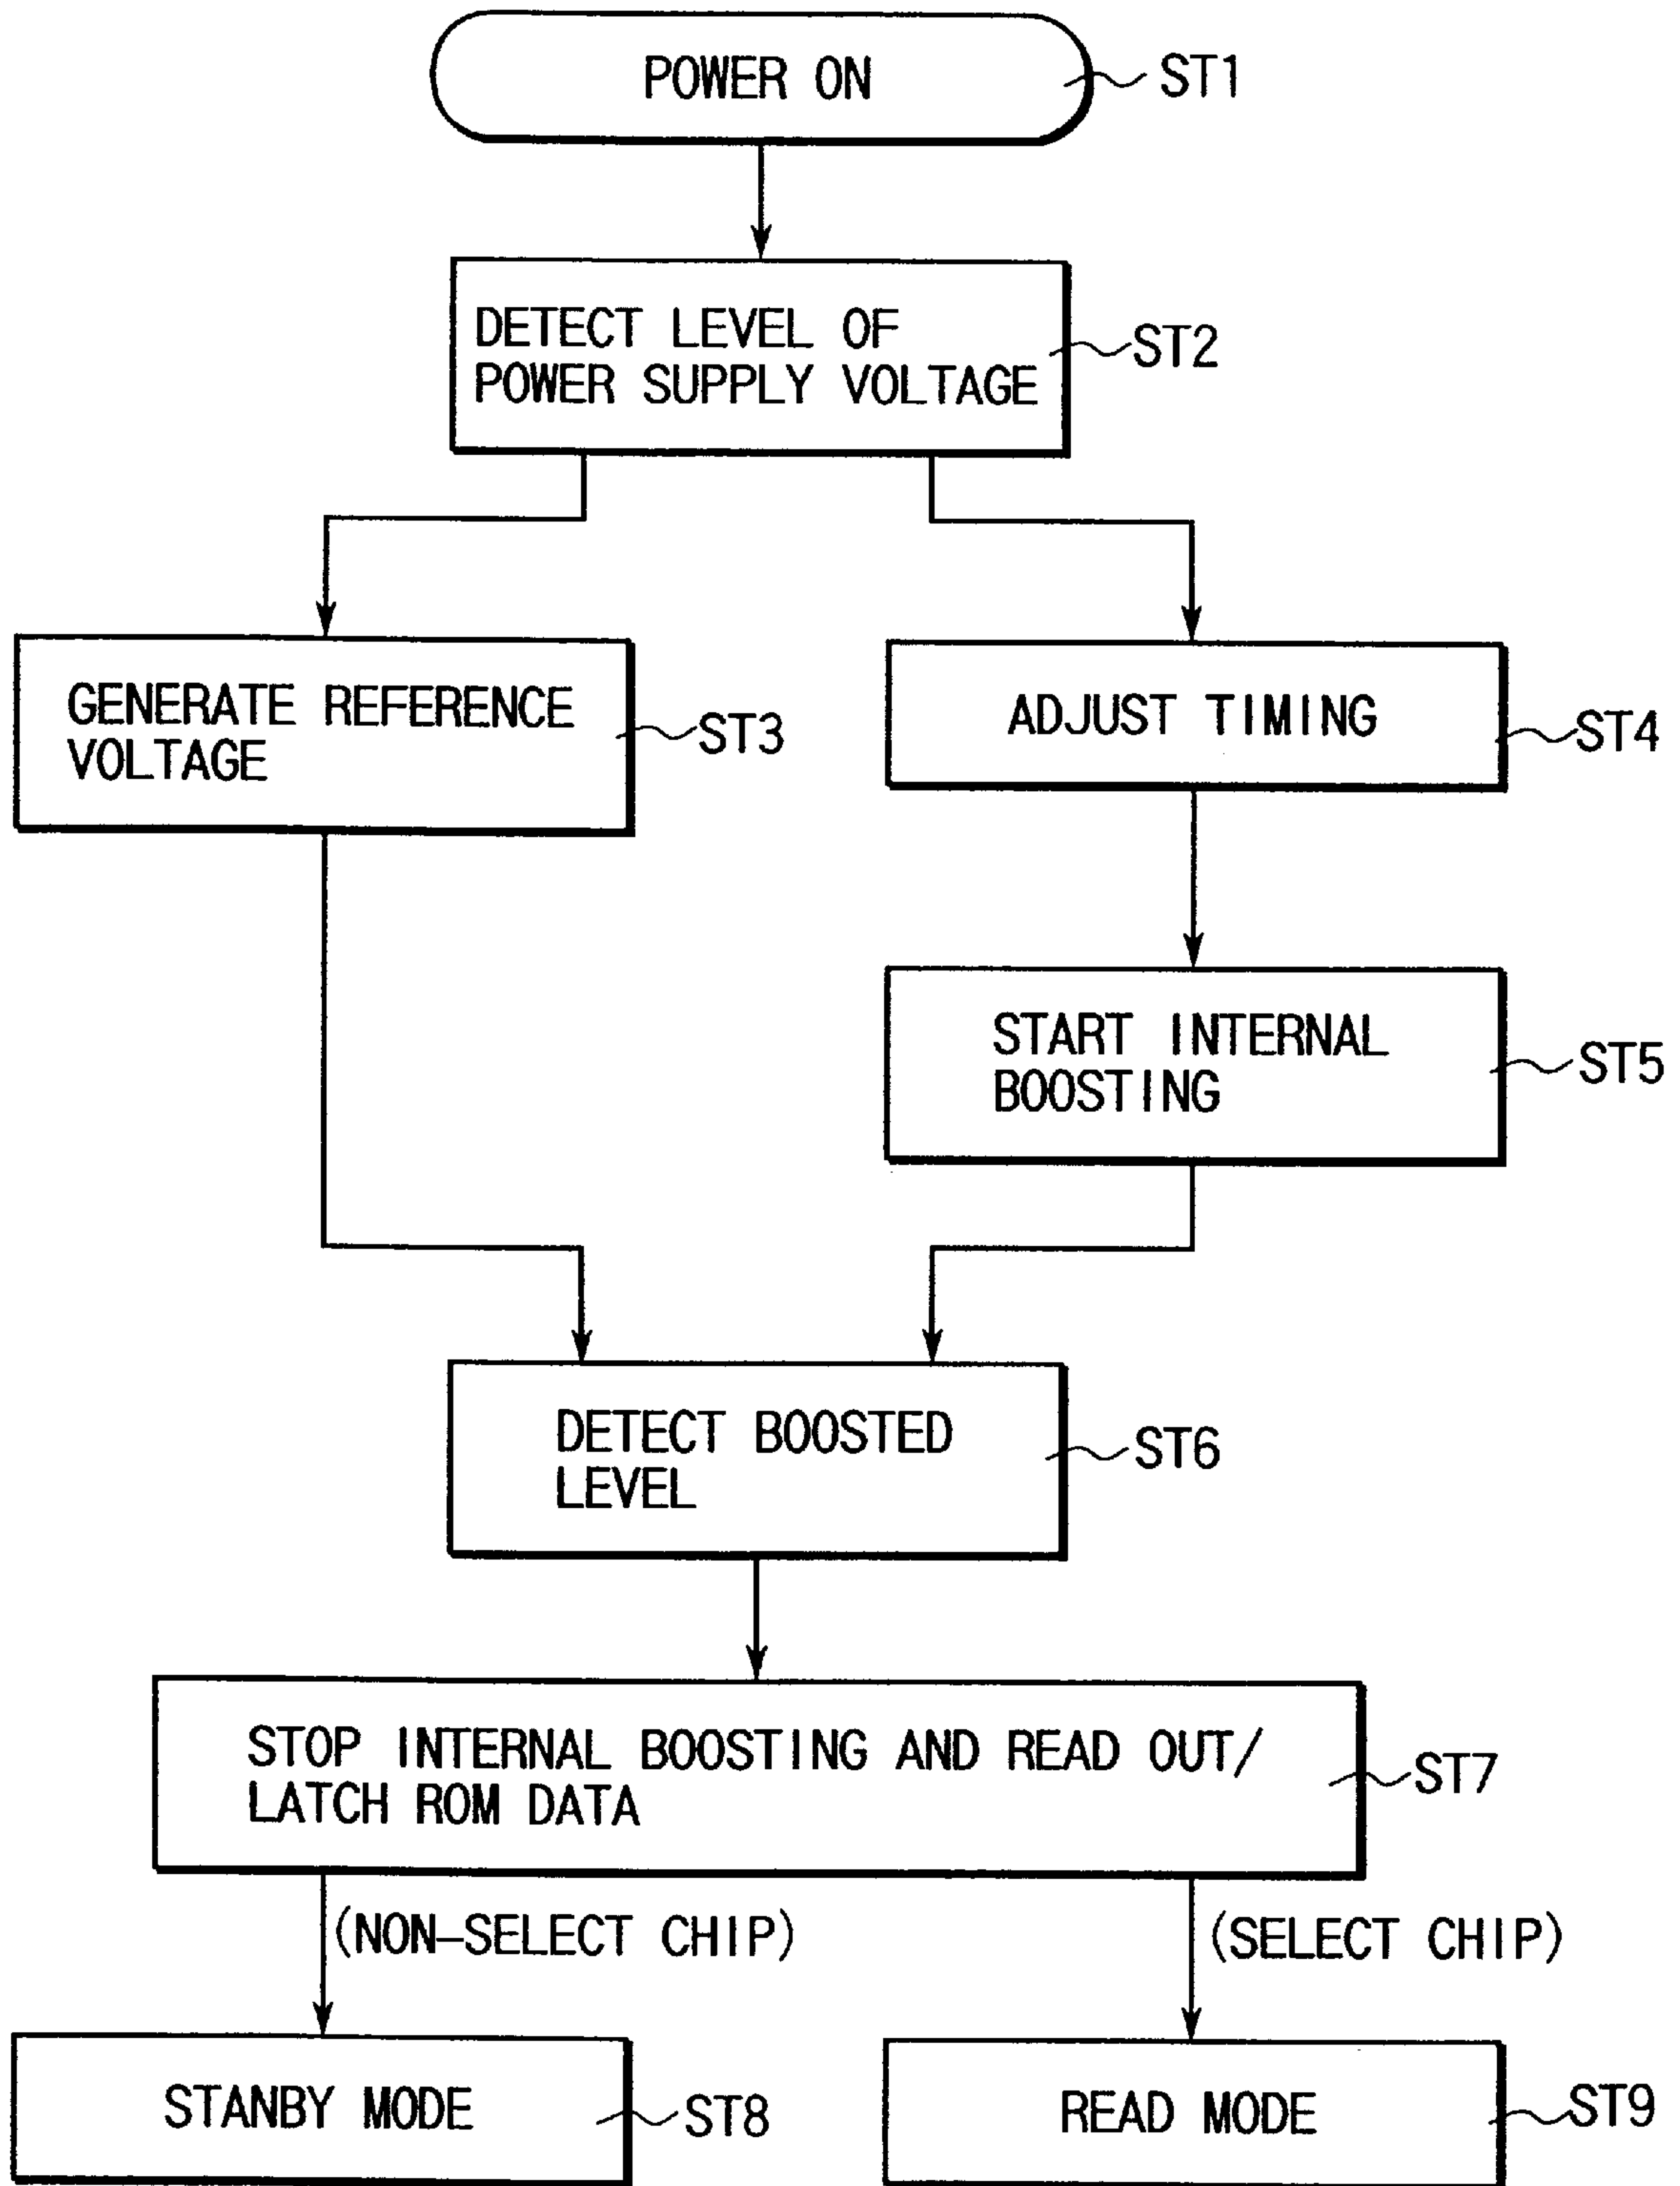 POWER ON
ST1
DETECT LEVEL OF
POWER SUPPLY VOLTAGE
ST2
GENERATE REFERENCE
VOLTAGE
ST3
ADJUST TIMING
ST4
START INTERNAL
BOOSTING
ST5
DETECT BOOSTED
LEVEL
ST6
STOP INTERNAL BOOSTING AND READ OUT/
LATCH ROM DATA
ST7
(NON-SELECT CHIP)
(SELECT CHIP)
STANBY MODE
ST8
READ MODE
ST9